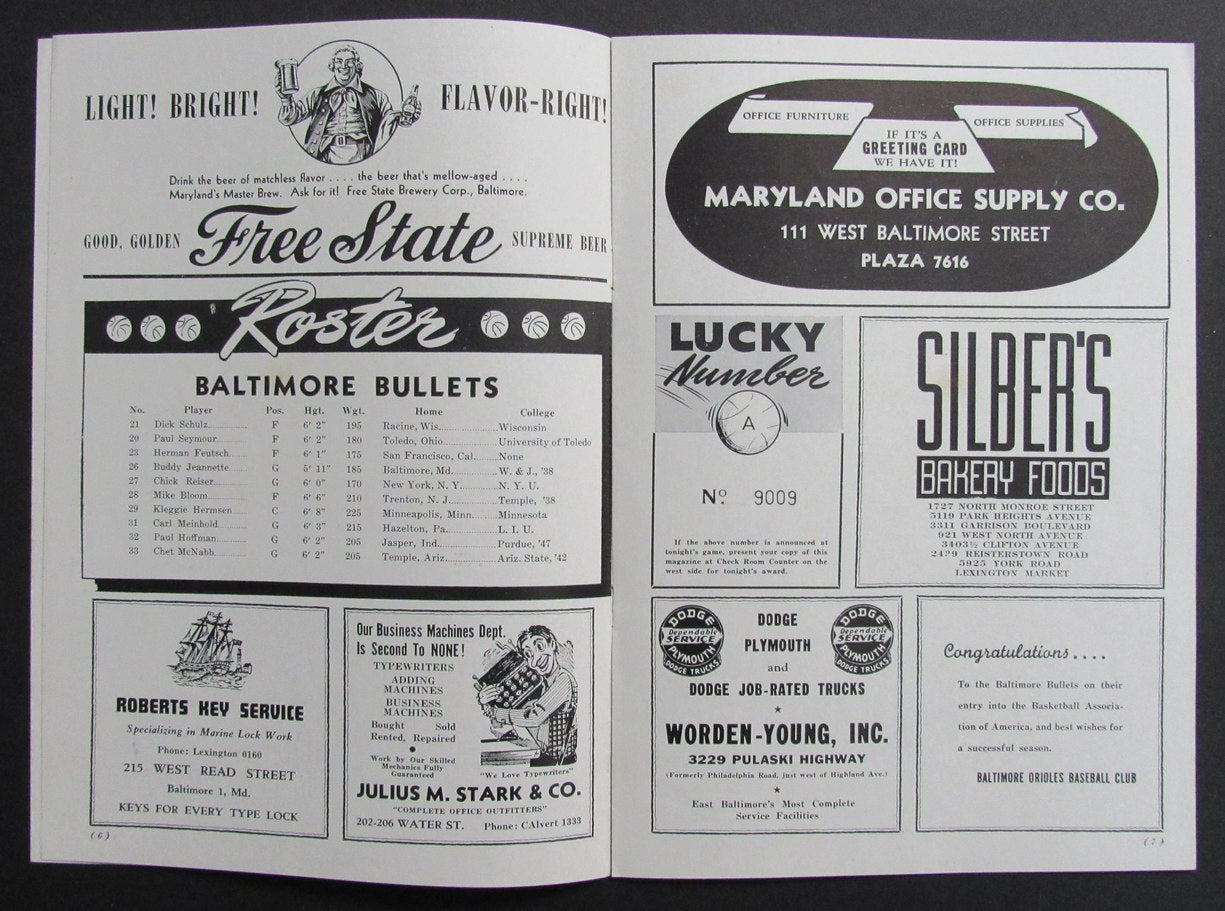 LIGHT! BRIGHT! FLAVOR-RIGHT!
Drink the beer of matchless flavor . . . . the beer that's mellow-aged . . . .
Maryland's Master Brew. Ask for it! Free State Brewery Corp., Baltimore.
GOOD, GOLDEN Free State SUPREME BEER
Roster
BALTIMORE BULLETS
No. Player Pos. Hgt. Wgt. Home College
21 Dick Schulz F 6' 2" 195 Racine, Wis. Wisconsin
20 Paul Seymour F 6' 2" 180 Toledo, Ohio University of Toledo
23 Herman Feutsch F 6' 1" 175 San Francisco, Cal. None
26 Buddy Jeannette G 5' 11" 185 Baltimore, Md. W. & J., '38
27 Chick Reiser G 6' 0" 170 New York, N. Y. N. Y. U.
28 Mike Bloom F 6' 6" 210 Trenton, N. J. Temple, '38
29 Kleggie Hermsen C 6' 8" 225 Minneapolis, Minn. Minnesota
31 Carl Meinhold G 6' 3" 215 Hazelton, Pa. L. I. U.
32 Paul Hoffman G 6' 2" 205 Jasper, Ind. Purdue, '47
33 Chet McNabb G 6' 2" 205 Temple, Ariz. Ariz. State, '42
ROBERTS KEY SERVICE
Specializing in Marine Lock Work
Phone: Lexington 0160
215 WEST READ STREET
Baltimore 1, Md.
KEYS FOR EVERY TYPE LOCK
(6)
Our Business Machines Dept.
Is Second To NONE!
TYPEWRITERS
ADDING
MACHINES
BUSINESS
MACHINES
Bought Sold
Rented, Repaired
Work by Our Skilled
Mechanics Fully
Guaranteed
"We Love Typewriters"
JULIUS M. STARK & CO.
"COMPLETE OFFICE OUTFITTERS"
202-206 WATER ST. Phone: CAlvert 1333
OFFICE FURNITURE
IF IT'S A
GREETING CARD
WE HAVE IT!
OFFICE SUPPLIES
MARYLAND OFFICE SUPPLY CO.
111 WEST BALTIMORE STREET
PLAZA 7616
LUCKY
Number
A
No. 9009
If the above number is announced at
tonight's game, present your copy of this
magazine at Check Room Counter on the
west side for tonight's award.
SILBER'S
BAKERY FOODS
1727 NORTH MONROE STREET
5119 PARK HEIGHTS AVENUE
3311 GARRISON BOULEVARD
921 WEST NORTH AVENUE
3403½ CLIFTON AVENUE
REISTERSTOWN ROAD
5925 YORK ROAD
LEXINGTON MARKET
DODGE
Dependable
SERVICE
PLYMOUTH
DODGE TRUCKS
DODGE
PLYMOUTH
and
DODGE
Dependable
SERVICE
PLYMOUTH
DODGE TRUCKS
DODGE JOB-RATED TRUCKS
WORDEN-YOUNG, INC.
3229 PULASKI HIGHWAY
(Formerly Philadelphia Road, just west of Highland Ave.)
East Baltimore's Most Complete
Service Facilities
Congratulations . . . .
To the Baltimore Bullets on their
entry into the Basketball Associa-
tion of America, and best wishes for
a successful season.
BALTIMORE ORIOLES BASEBALL CLUB
(7)